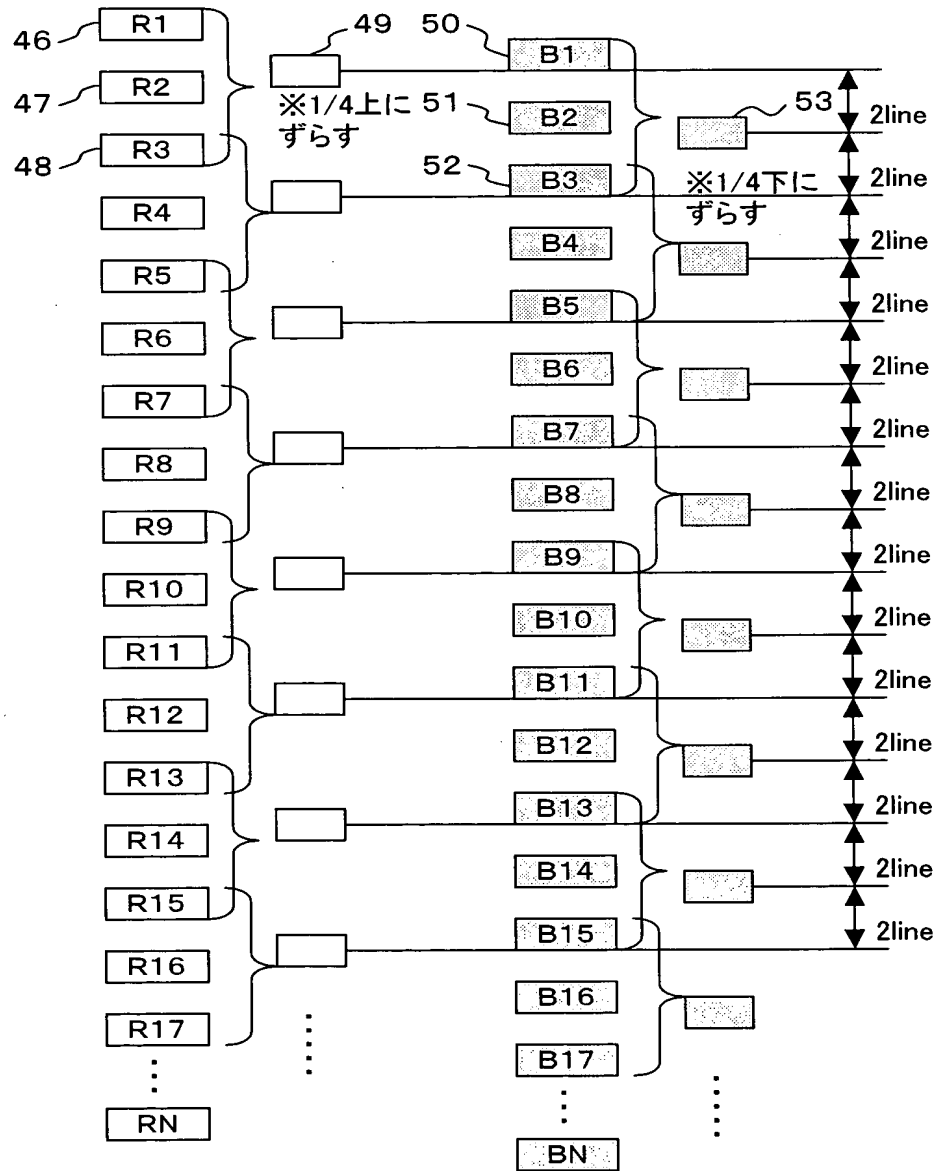 46
R1
R2
47
R3
48
R4
R5
R6
R7
R8
R9
R10
R11
R12
R13
R14
R15
R16
R17
RN
49
※1/4上に
ずらす
50
B1
51
B2
52
B3
B4
B5
B6
B7
B8
B9
B10
B11
B12
B13
B14
B15
B16
B17
BN
53
※1/4下に
ずらす
2line
2line
2line
2line
2line
2line
2line
2line
2line
2line
2line
2line
2line
2line